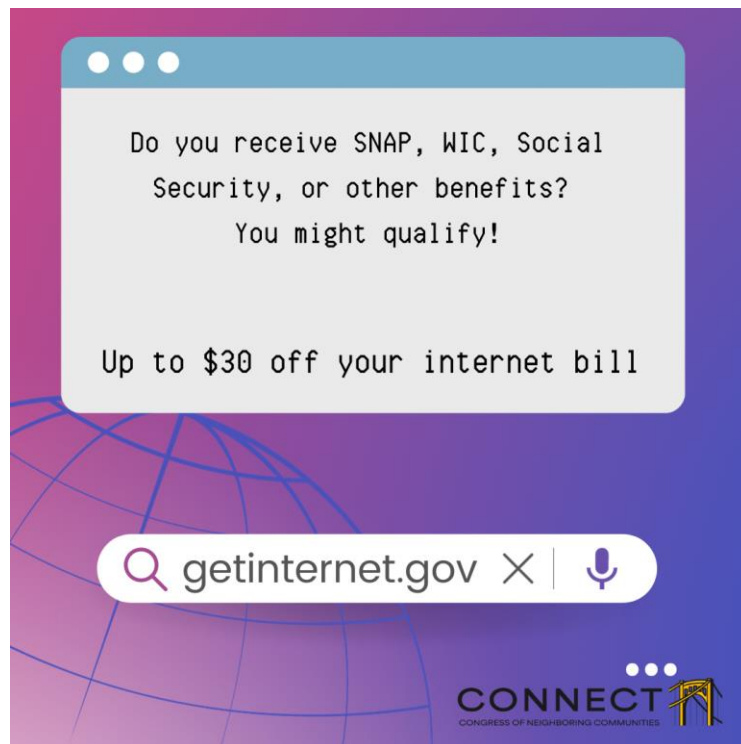 Do you receive SNAP, WIC, Social
Security, or other benefits?
You might qualify!
Up to $30 off your internet bill
getinternet.gov
CONNECT
CONGRESS OF NEIGHBORING COMMUNITIES